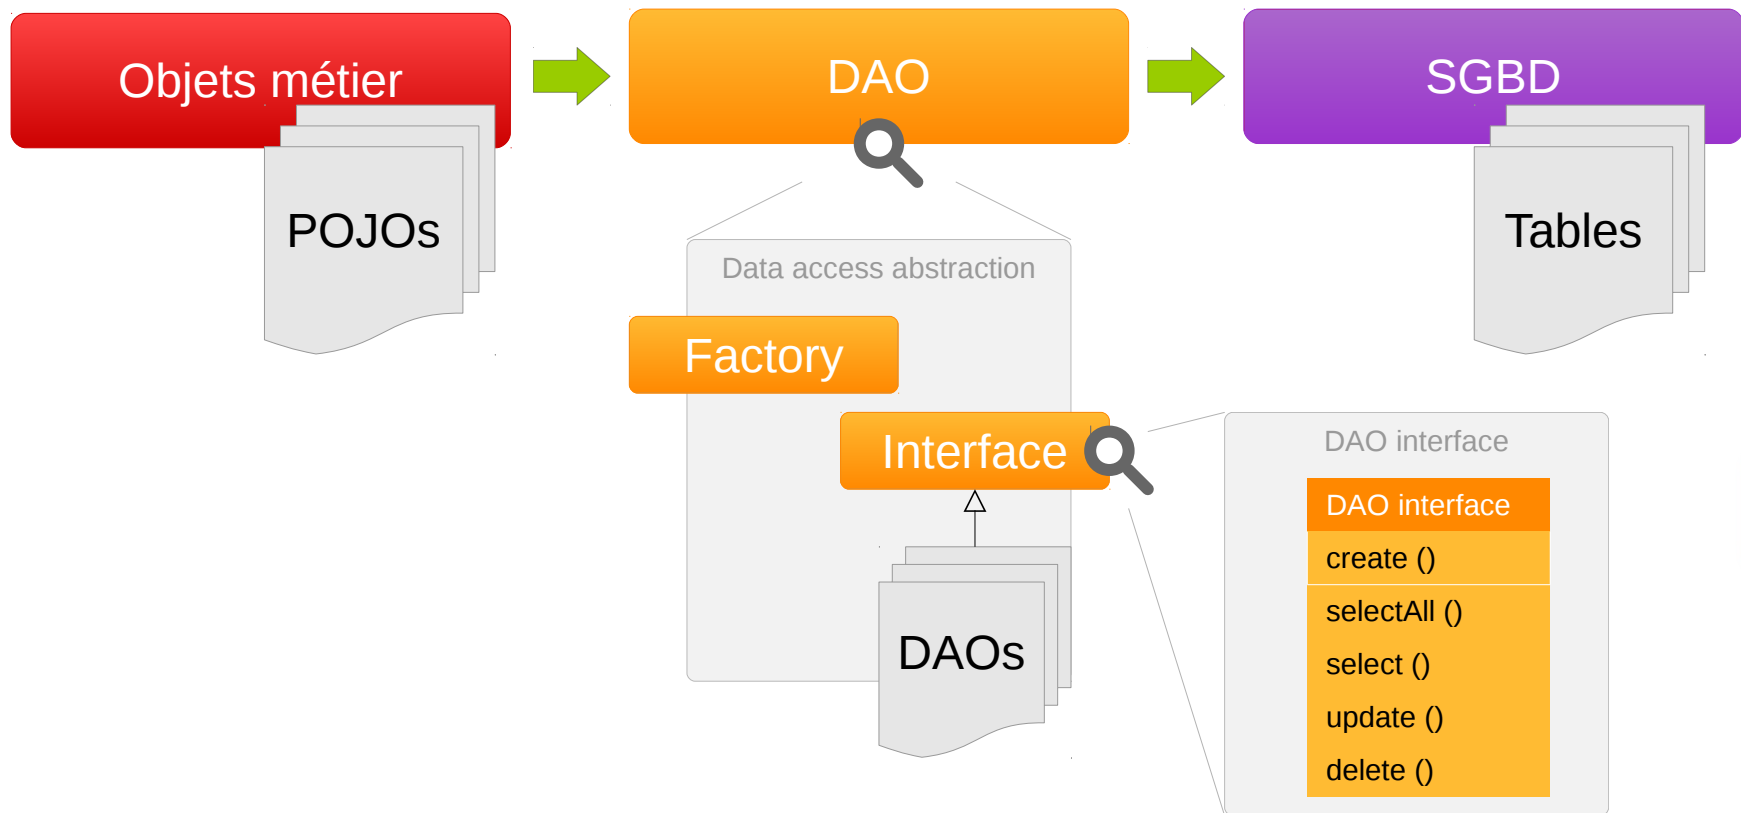 Objets métier
DAO
SGBD
POJOs
Tables
Data access abstraction
Factory
Interface
DAOs
DAO interface
DAO interface
create ()
selectAll ()
select ()
update ()
delete ()